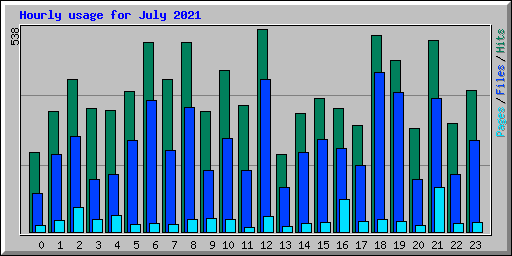 Hourly usage for July 2021
538
Pages/Files/Hits
0 1 2 3 4 5 6 7 8 9 10 11 12 13 14 15 16 17 18 19 20 21 22 23